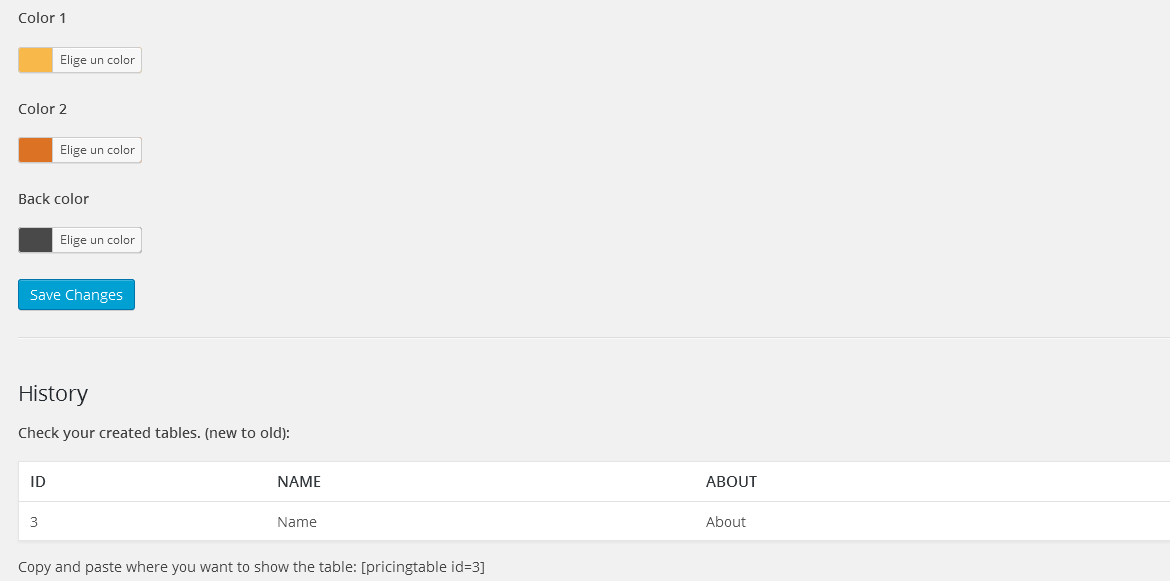 Color 1
Elige un color
Color 2
Elige un color
Back color
Elige un color
Save Changes
History
Check your created tables. (new to old):
ID NAME ABOUT
3 Name About
Copy and paste where you want to show the table: [pricingtable id=3]